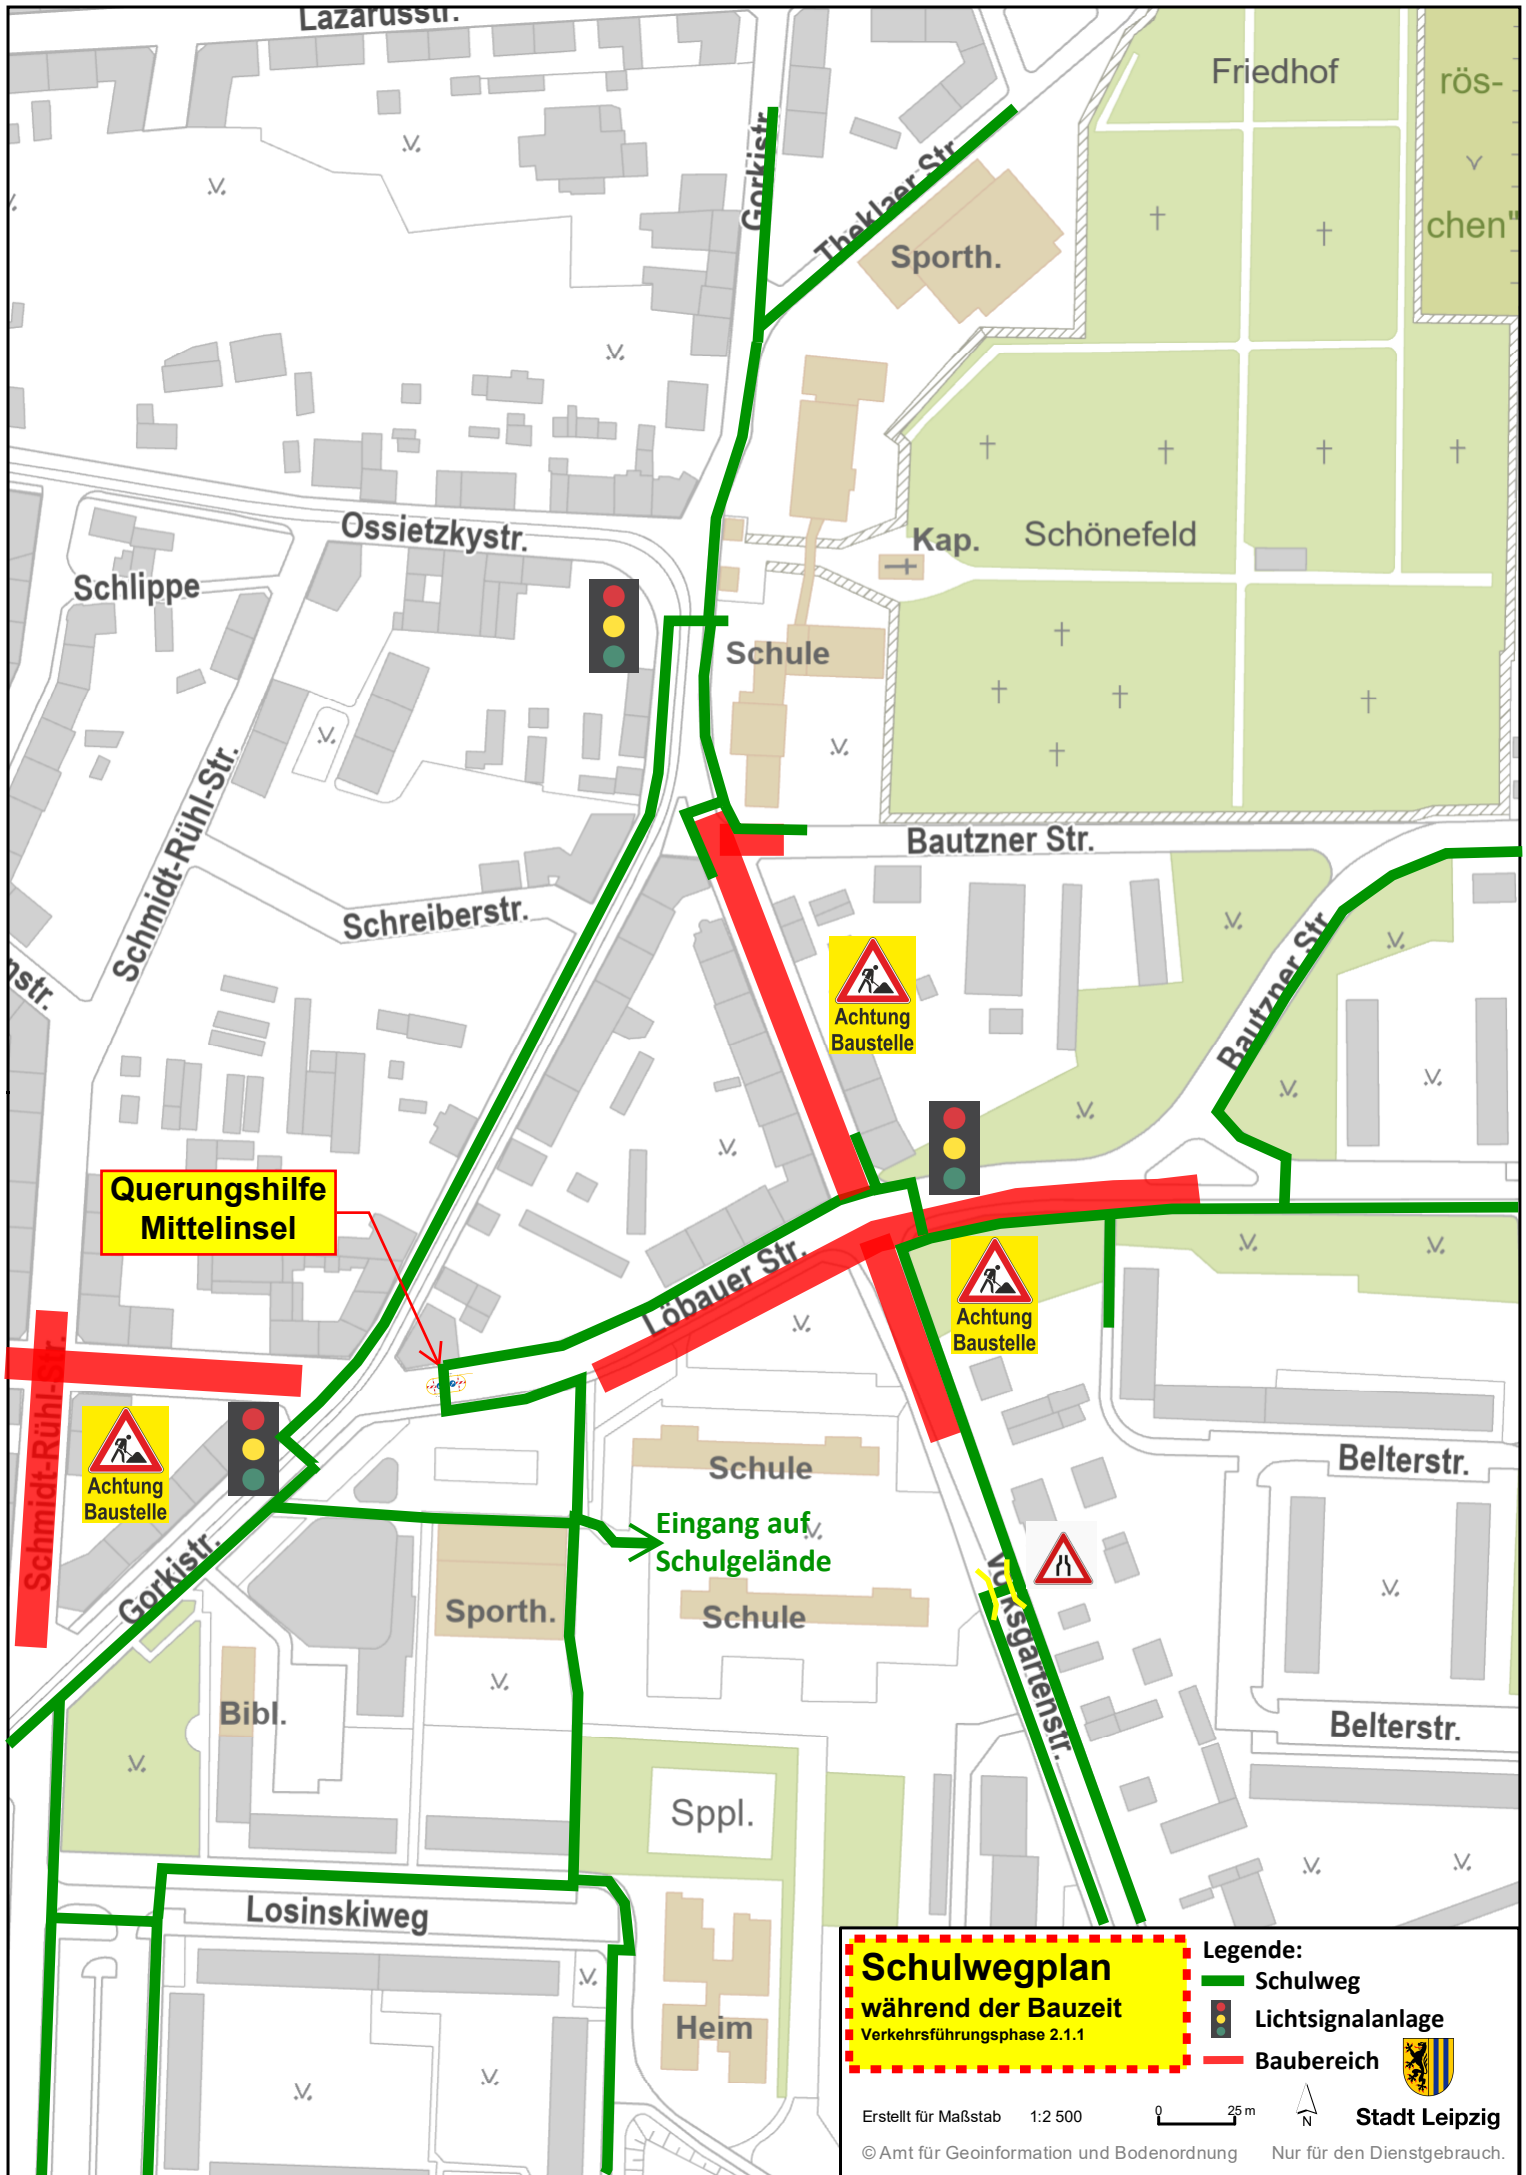 Lazarusstr.
Friedhof
rös-
chen"
Gorkistr.
Theklaer Str.
Sporth.
Ossietzkystr.
Kap.
Schönefeld
Schlippe
Schule
Schmidt-Rühl-Str.
Bautzner Str.
Schreiberstr.
nstr.
Achtung
Baustelle
Bautzner Str.
Querungshilfe
Mittelinsel
Löbauer Str.
Achtung
Baustelle
Schmidt-Rühl-Str.
Achtung
Baustelle
Schule
Belterstr.
Eingang auf
Schulgelände
Gorkistr.
Sporth.
Schule
Volksgartenstr.
Bibl.
Belterstr.
Sppl.
Losinskiweg
Heim
Schulwegplan
während der Bauzeit
Verkehrsführungsphase 2.1.1
Legende:
Schulweg
Lichtsignalanlage
Baubereich
Erstellt für Maßstab 1:2 500
0 25 m
N
Stadt Leipzig
© Amt für Geoinformation und Bodenordnung Nur für den Dienstgebrauch.